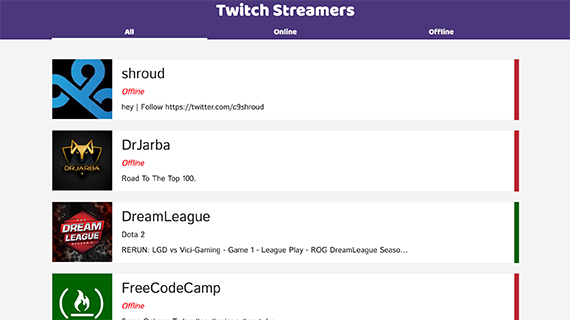 Twitch Streamers
All Online Offline
shroud
Offline
hey | Follow https://twitter.com/c9shroud
DRJARBA
DrJarba
Offline
Road To The Top 100.
DREAM
LEAGUE
DreamLeague
Dota 2
RERUN: LGD vs Vici-Gaming - Game 1 - League Play - ROG DreamLeague Seaso...
FreeCodeCamp
Offline